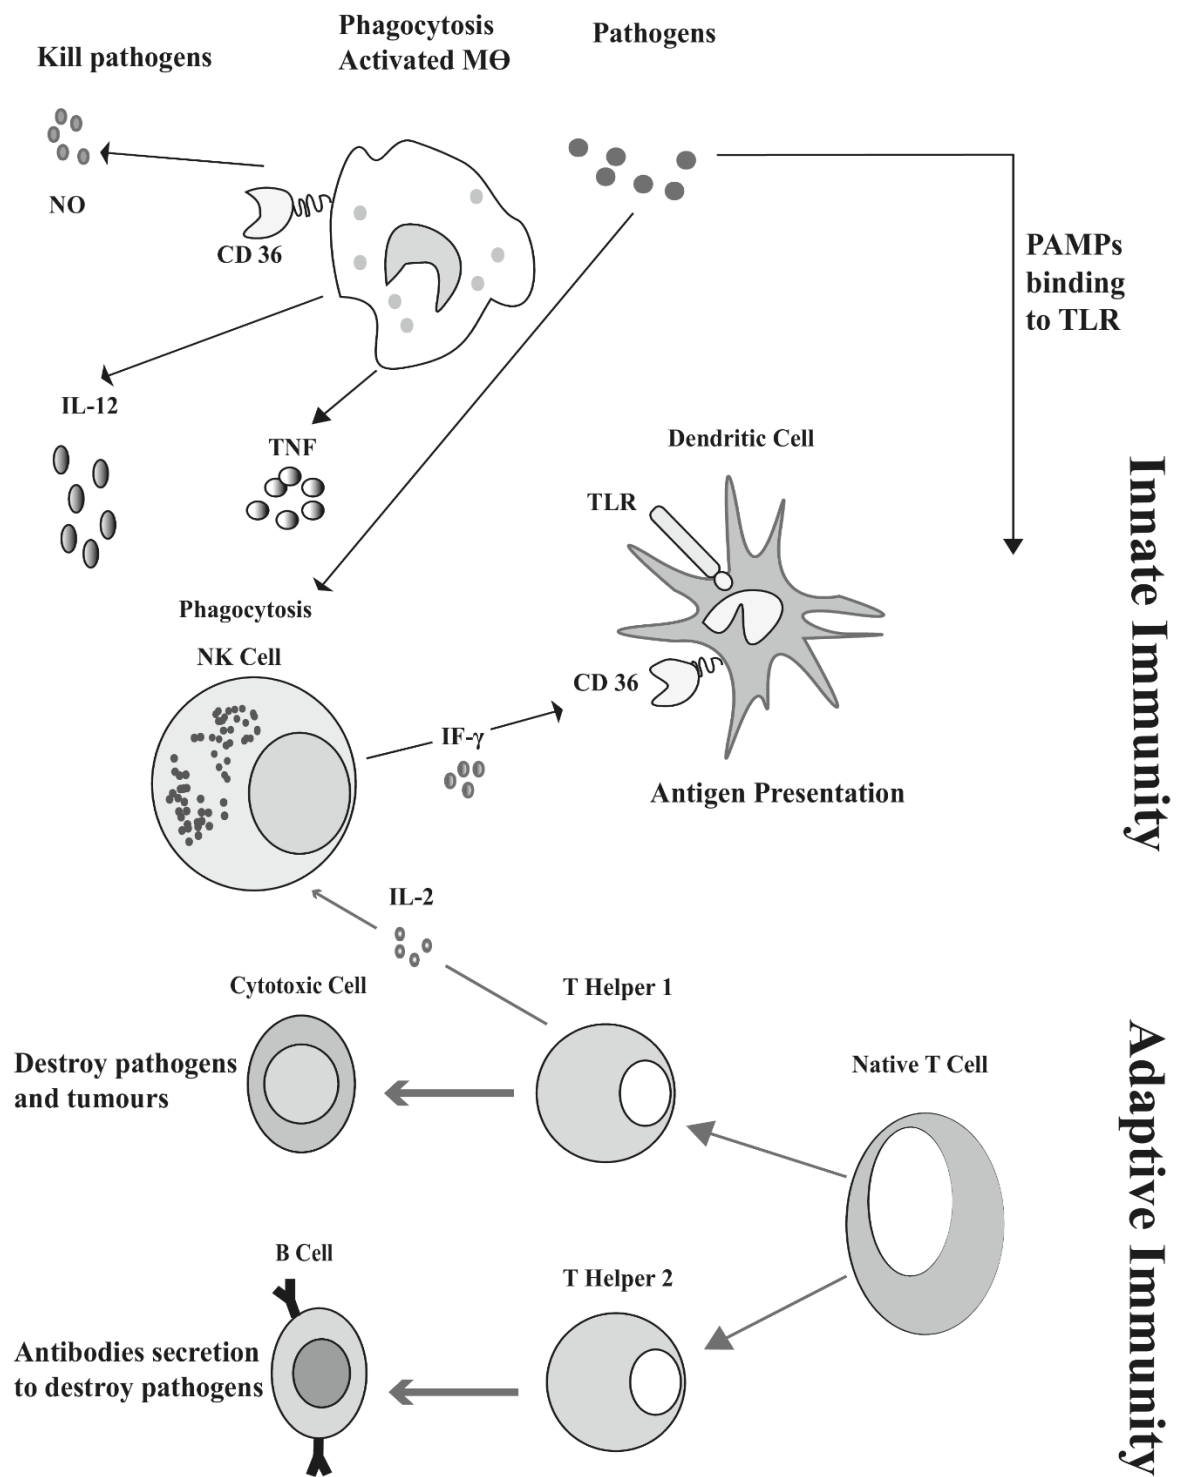 Kill pathogens
Phagocytosis
Activated MΘ
Pathogens
NO
CD 36
PAMPs
binding
to TLR
IL-12
TNF
Dendritic Cell
TLR
Phagocytosis
NK Cell
CD 36
IF-γ
Antigen Presentation
Innate Immunity
IL-2
Cytotoxic Cell
T Helper 1
Native T Cell
Destroy pathogens
and tumours
B Cell
T Helper 2
Antibodies secretion
to destroy pathogens
Adaptive Immunity